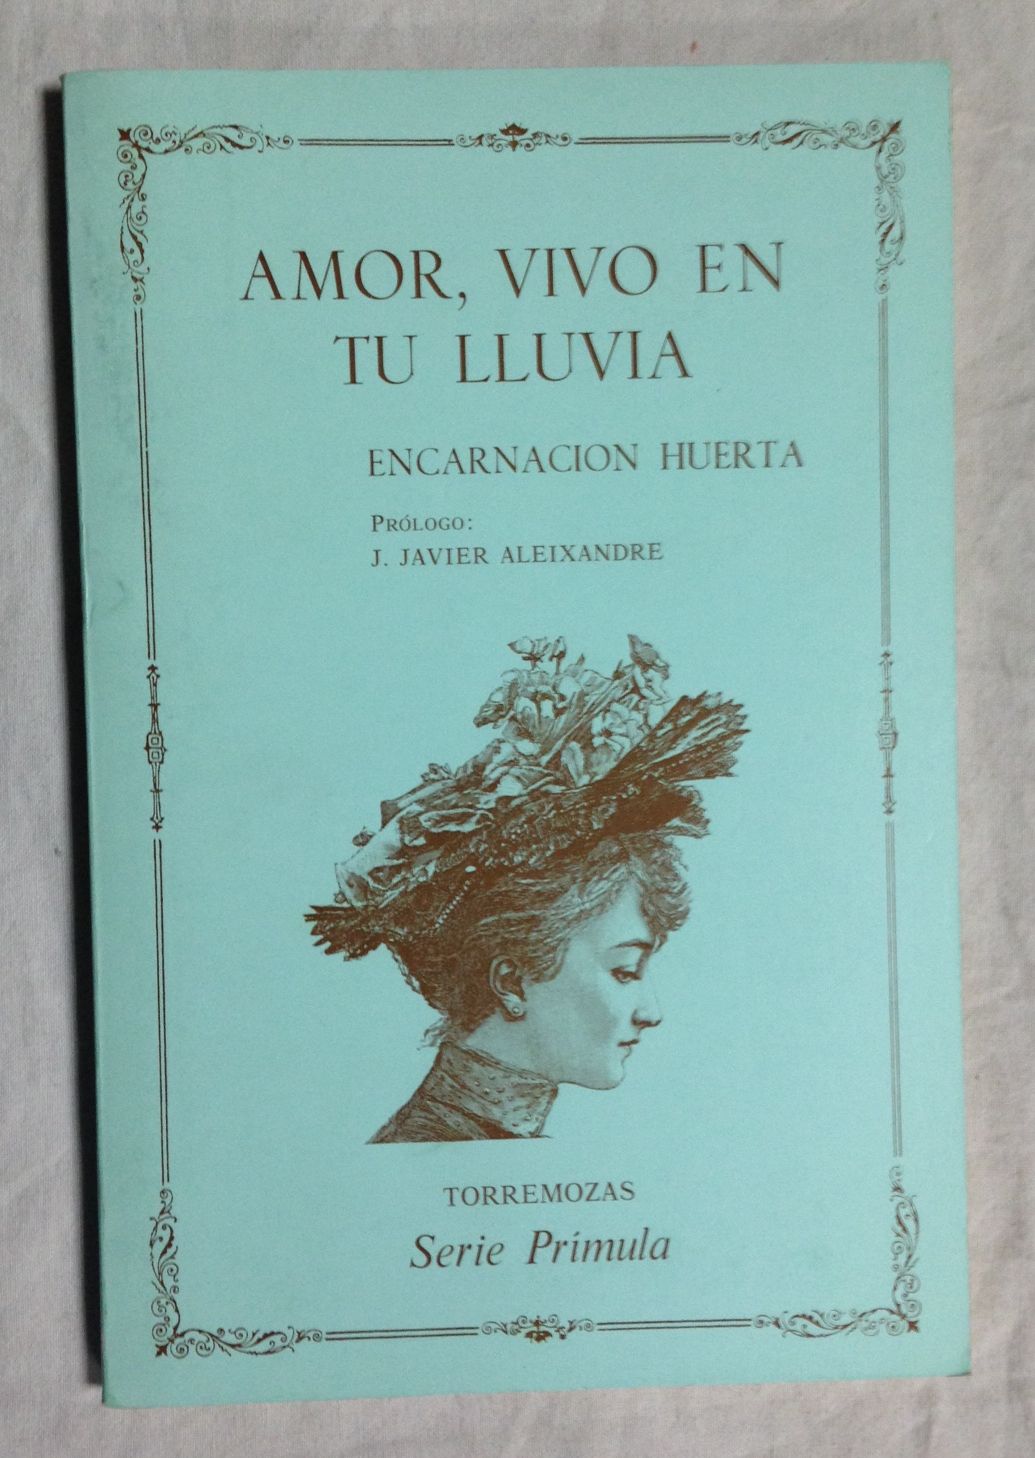 AMOR, VIVO EN
TU LLUVIA
ENCARNACION HUERTA
PRÓLOGO:
J. JAVIER ALEIXANDRE
TORREMOZAS
Serie Prímula